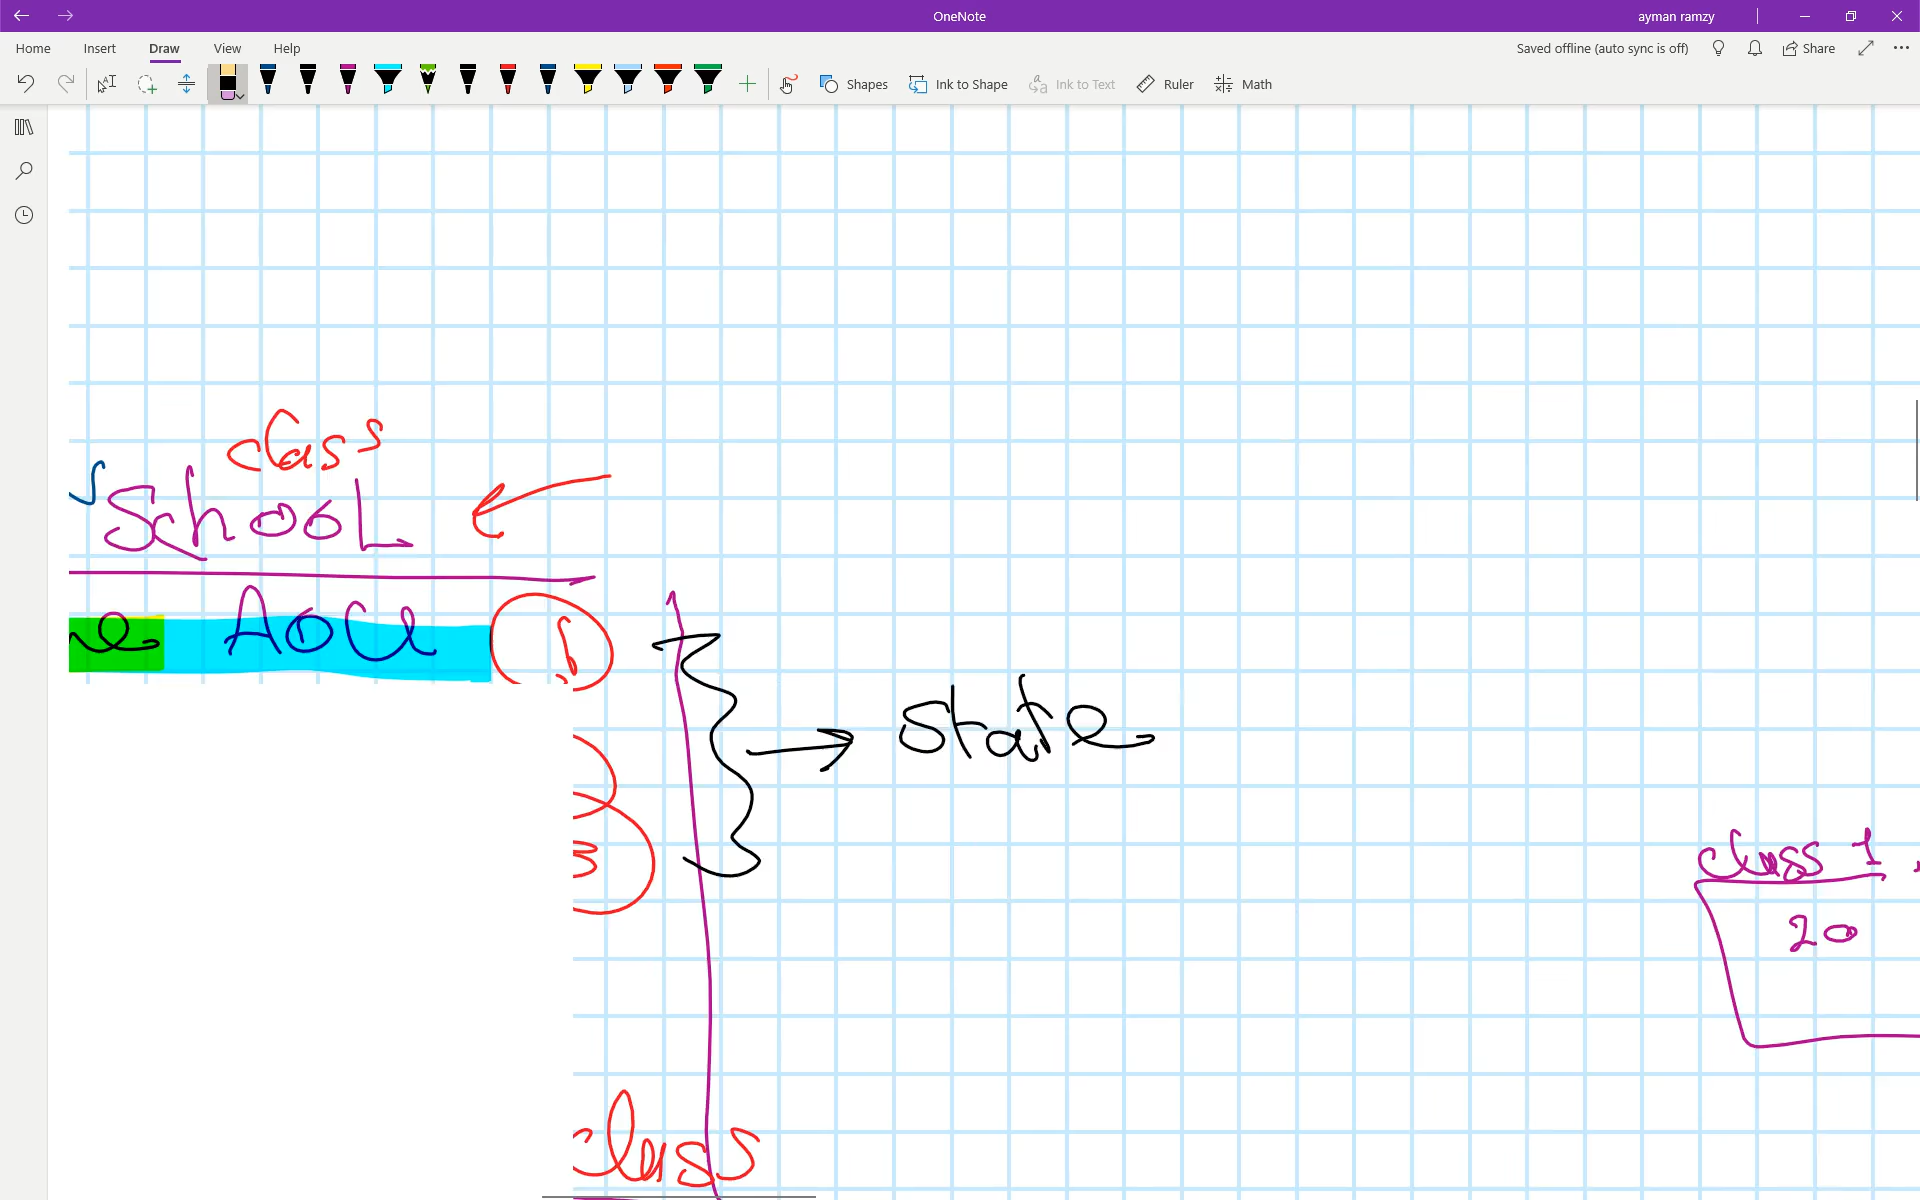 OneNote
ayman ramzy
Home Insert Draw View Help
Saved offline (auto sync is off)
Share
Shapes
Ink to Shape
Ink to Text
Ruler
Math
class
School
AOU
state
class 1
20
3
class